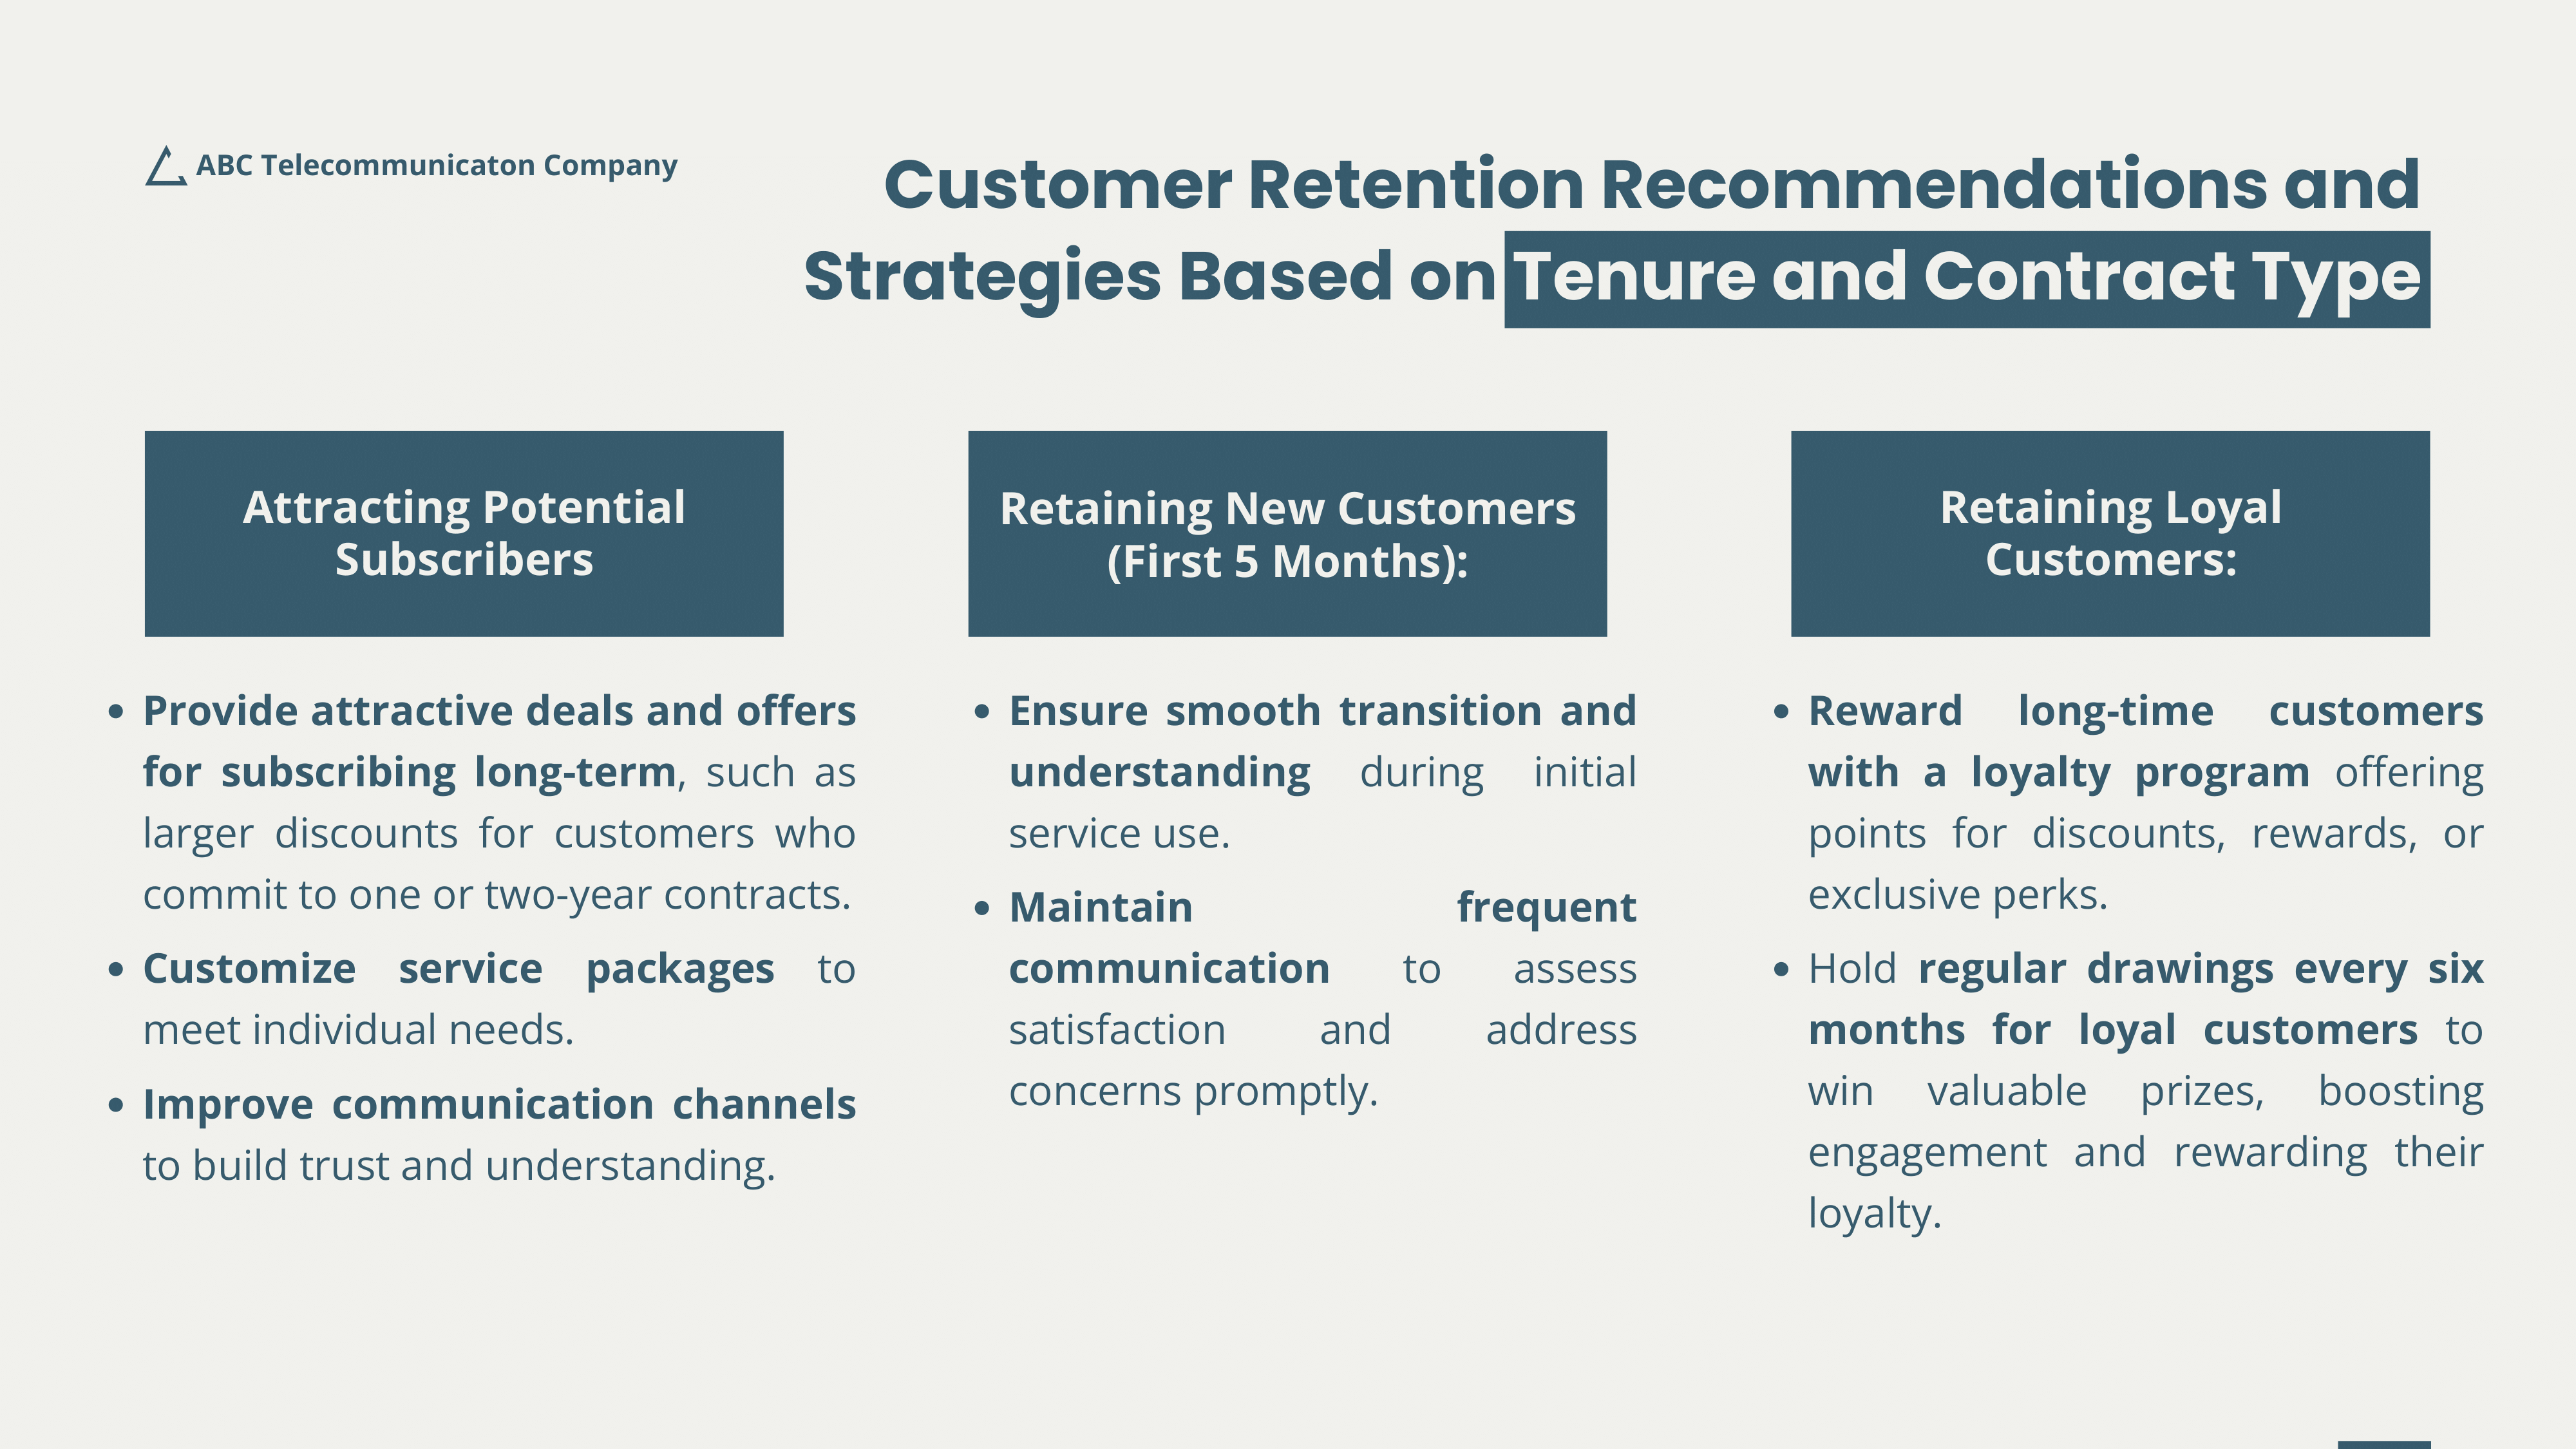 ABC Telecommunicaton Company
Customer Retention Recommendations and
Strategies Based on Tenure and Contract Type
Attracting Potential
Subscribers
• Provide attractive deals and offers
for subscribing long-term, such as
larger discounts for customers who
commit to one or two-year contracts.
• Customize service packages to
meet individual needs.
• Improve communication channels
to build trust and understanding.
Retaining New Customers
(First 5 Months):
• Ensure smooth transition and
understanding during initial
service use.
• Maintain frequent
communication to assess
satisfaction and address
concerns promptly.
Retaining Loyal
Customers:
• Reward long-time customers
with a loyalty program offering
points for discounts, rewards, or
exclusive perks.
• Hold regular drawings every six
months for loyal customers to
win valuable prizes, boosting
engagement and rewarding their
loyalty.